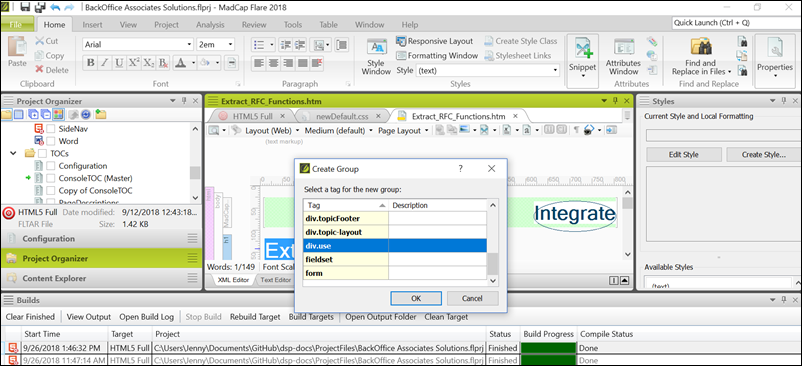 BackOffice Associates Solutions.flprj - MadCap Flare 2018
File Home Insert View Project Analysis Review Tools Table Window Source Control Quick Launch (Ctrl + Q)
Paste Cut Copy Delete
Clipboard
Arial 2em
B I U
Font
Paragraph
Style Window
Responsive Layout
Formatting Window
Style (text)
Create Style Class
Stylesheet Links
Styles
Snippet
Attributes Window
Attributes
Find and Replace in Files
Find and Replace
Properties
Project Organizer
SideNav
Word
TOCs
Configuration
ConsoleTOC (Master)
Copy of ConsoleTOC
PageDescriptions
HTML5 Full Date modified: 9/12/2018 12:43:18...
FLTAR File Size: 1.42 KB
Configuration
Project Organizer
Content Explorer
Extract_RFC_Functions.htm
HTML5 Full newDefault.css Extract_RFC_Functions.htm
Layout (Web) Medium (default) Page Layout
(text markup)
body
MadCap...
h1
Integrate
Ext
Words: 1/149 Font Scal
XML Editor Text Editor
Create Group
Select a tag for the new group:
Tag Description
div.topicFooter
div.topic-layout
div.use
fieldset
form
OK Cancel
Styles
Current Style and Local Formatting
Edit Style Create Style...
Available Styles
(text)
Builds
Clear Finished View Output Open Build Log Stop Build Rebuild Target Build Targets Open Output Folder Clean Target
Start Time Target Project Status Build Progress Compile Status
9/26/2018 1:46:32 PM HTML5 Full C:\Users\Jenny\Documents\GitHub\dsp-docs\ProjectFiles\BackOffice Associates Solutions.flprj Finished Done
9/26/2018 11:47:14 AM HTML5 Full C:\Users\Jenny\Documents\GitHub\dsp-docs\ProjectFiles\BackOffice Associates Solutions.flprj Finished Done